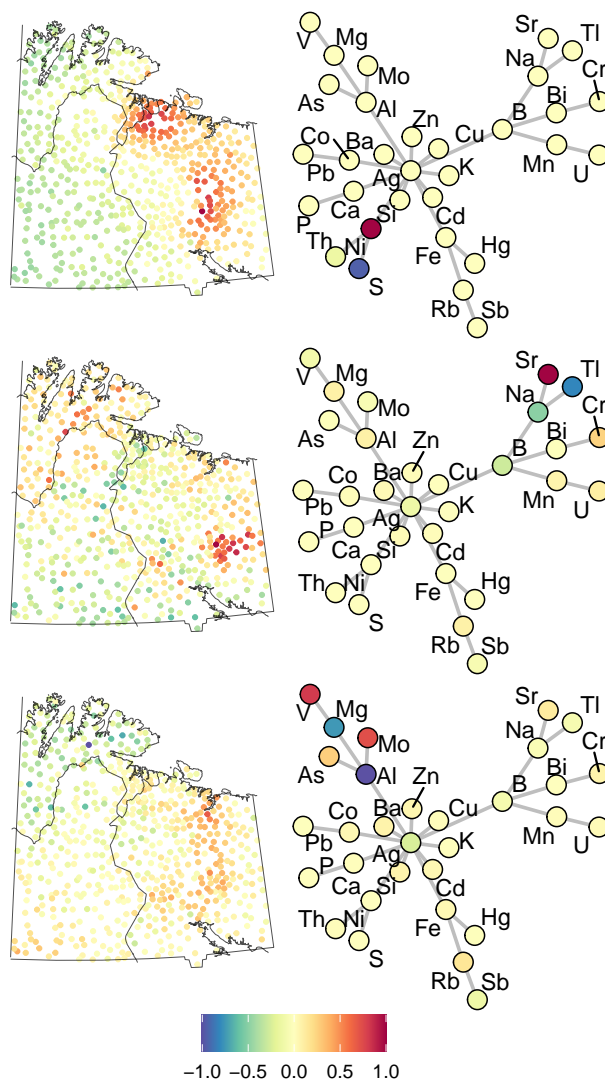 V Mg Sr Tl
Mo Na Cr
As Al Zn Cu B Bi
Co Ba K Mn
Pb Ag U
P Ca Si Cd
Th Ni Fe Hg
S Rb Sb
V Mg Sr Tl
Mo Na Cr
As Al Zn Cu B Bi
Co Ba K Mn
Pb Ag U
P Ca Si Cd
Th Ni Fe Hg
S Rb Sb
V Mg Sr Tl
Mo Na Cr
As Al Zn Cu B Bi
Co Ba K Mn
Pb Ag U
P Ca Si Cd
Th Ni Fe Hg
S Rb Sb
−1.0 −0.5 0.0 0.5 1.0